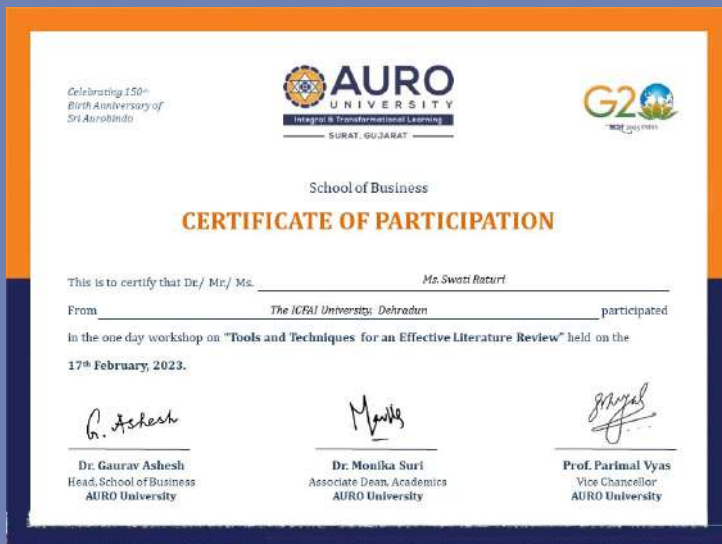 Celebrating 150th
Birth Anniversary of
Sri Aurobindo
AURO
UNIVERSITY
Integral & Transformational Learning
SURAT, GUJARAT
G20
भारत 2023 INDIA
School of Business
CERTIFICATE OF PARTICIPATION
This is to certify that Dr./ Mr./ Ms. Ms. Swati Raturi
From The ICFAI University, Dehradun participated
in the one day workshop on "Tools and Techniques for an Effective Literature Review" held on the
17th February, 2023.
G. Ashesh
Dr. Gaurav Ashesh
Head, School of Business
AURO University
Dr. Monika Suri
Associate Dean, Academics
AURO University
Prof. Parimal Vyas
Vice Chancellor
AURO University